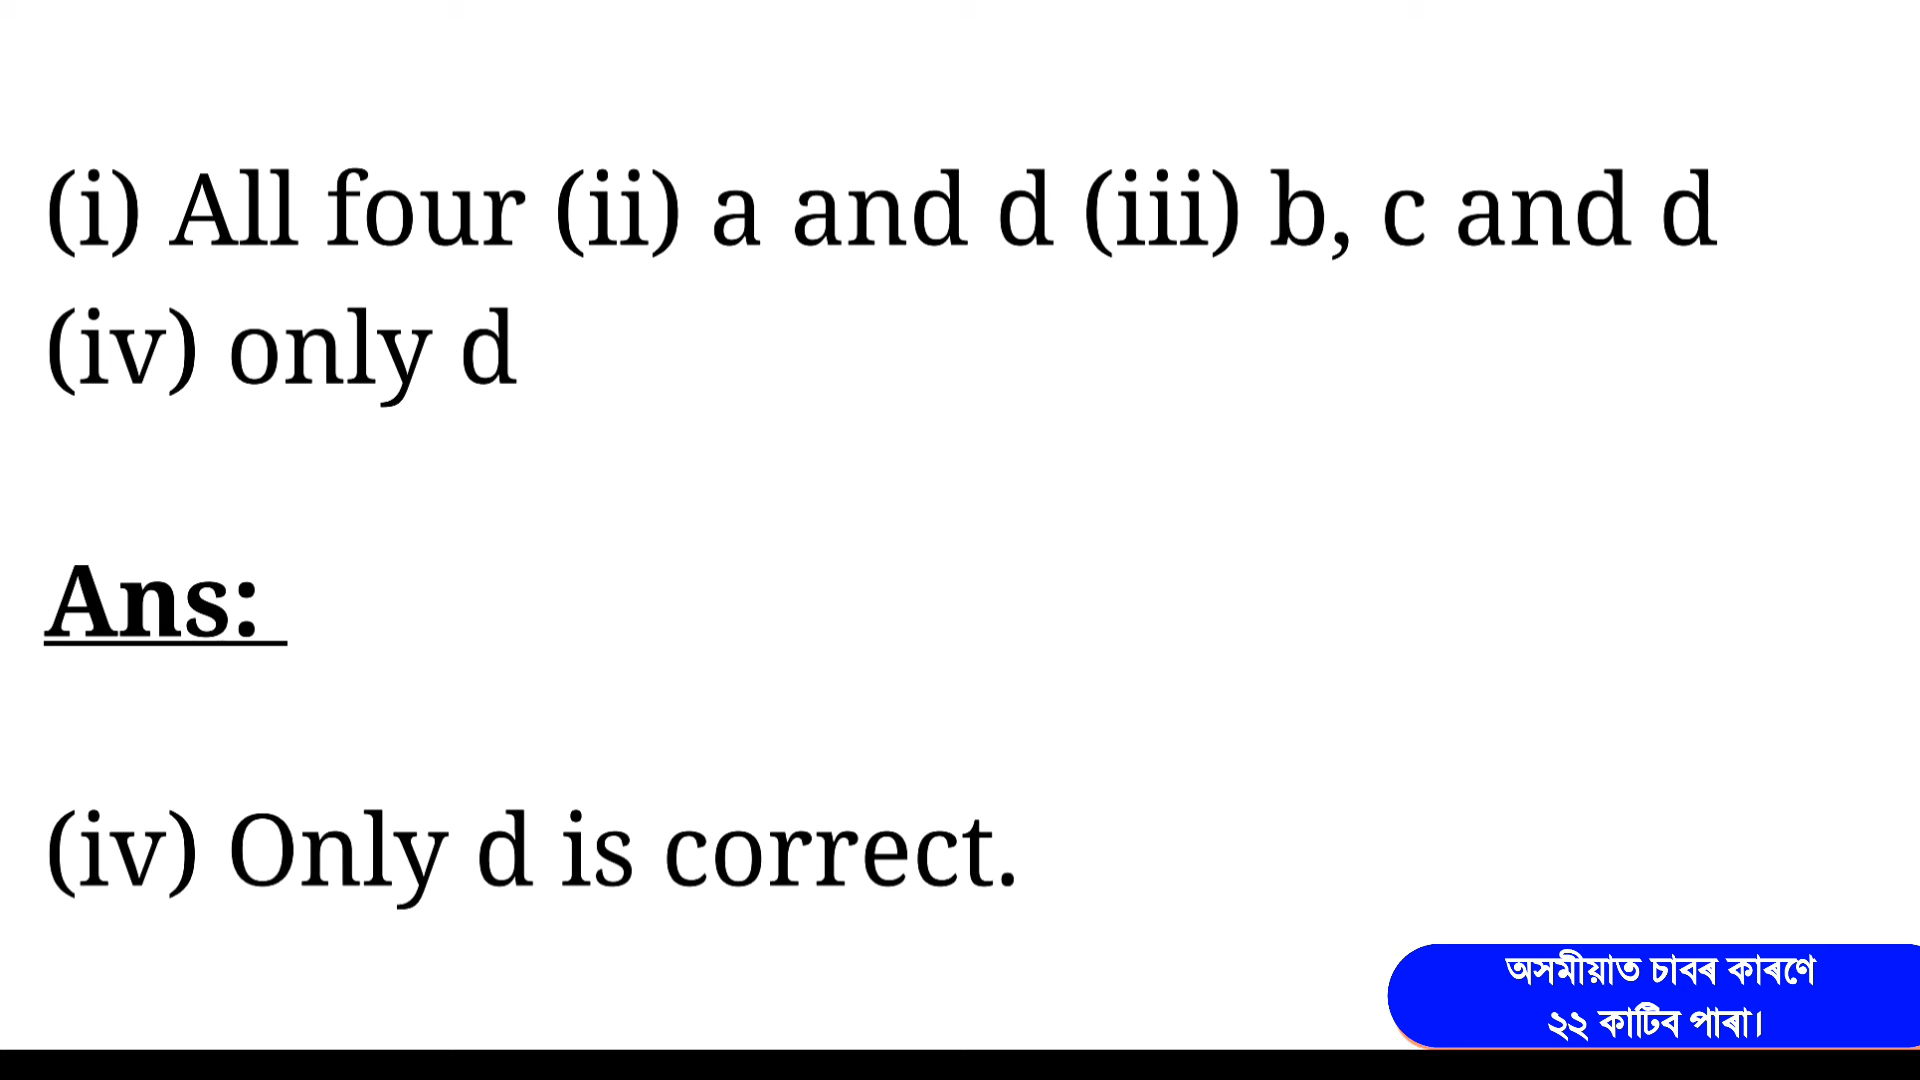 (i) All four (ii) a and d (iii) b, c and d
(iv) only d
Ans:
(iv) Only d is correct.
অসমীয়াত চাবৰ কাৰণে
২২ কাটিব পাৰা।